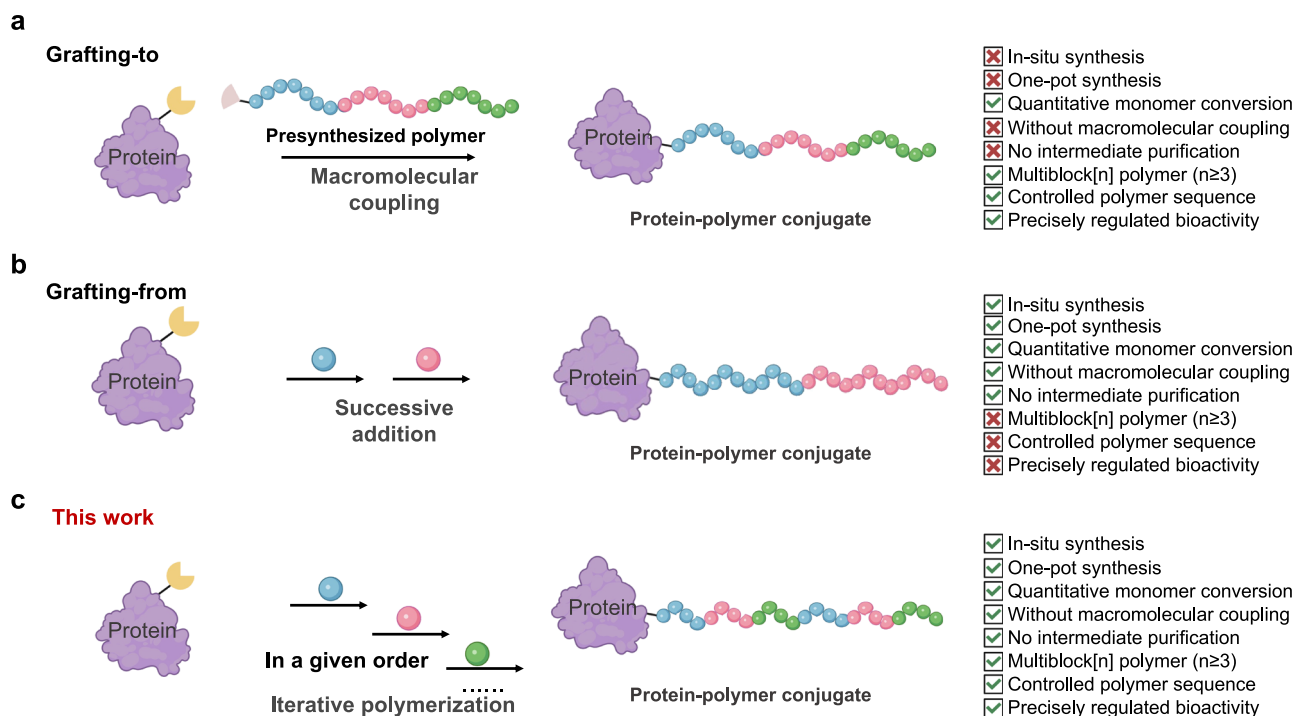 a
Grafting-to
Protein
Presynthesized polymer
Macromolecular
coupling
Protein
Protein-polymer conjugate
In-situ synthesis
One-pot synthesis
Quantitative monomer conversion
Without macromolecular coupling
No intermediate purification
Multiblock[n] polymer (n≥3)
Controlled polymer sequence
Precisely regulated bioactivity
b
Grafting-from
Protein
Successive
addition
Protein
Protein-polymer conjugate
In-situ synthesis
One-pot synthesis
Quantitative monomer conversion
Without macromolecular coupling
No intermediate purification
Multiblock[n] polymer (n≥3)
Controlled polymer sequence
Precisely regulated bioactivity
c
This work
Protein
In a given order
......
Iterative polymerization
Protein
Protein-polymer conjugate
In-situ synthesis
One-pot synthesis
Quantitative monomer conversion
Without macromolecular coupling
No intermediate purification
Multiblock[n] polymer (n≥3)
Controlled polymer sequence
Precisely regulated bioactivity